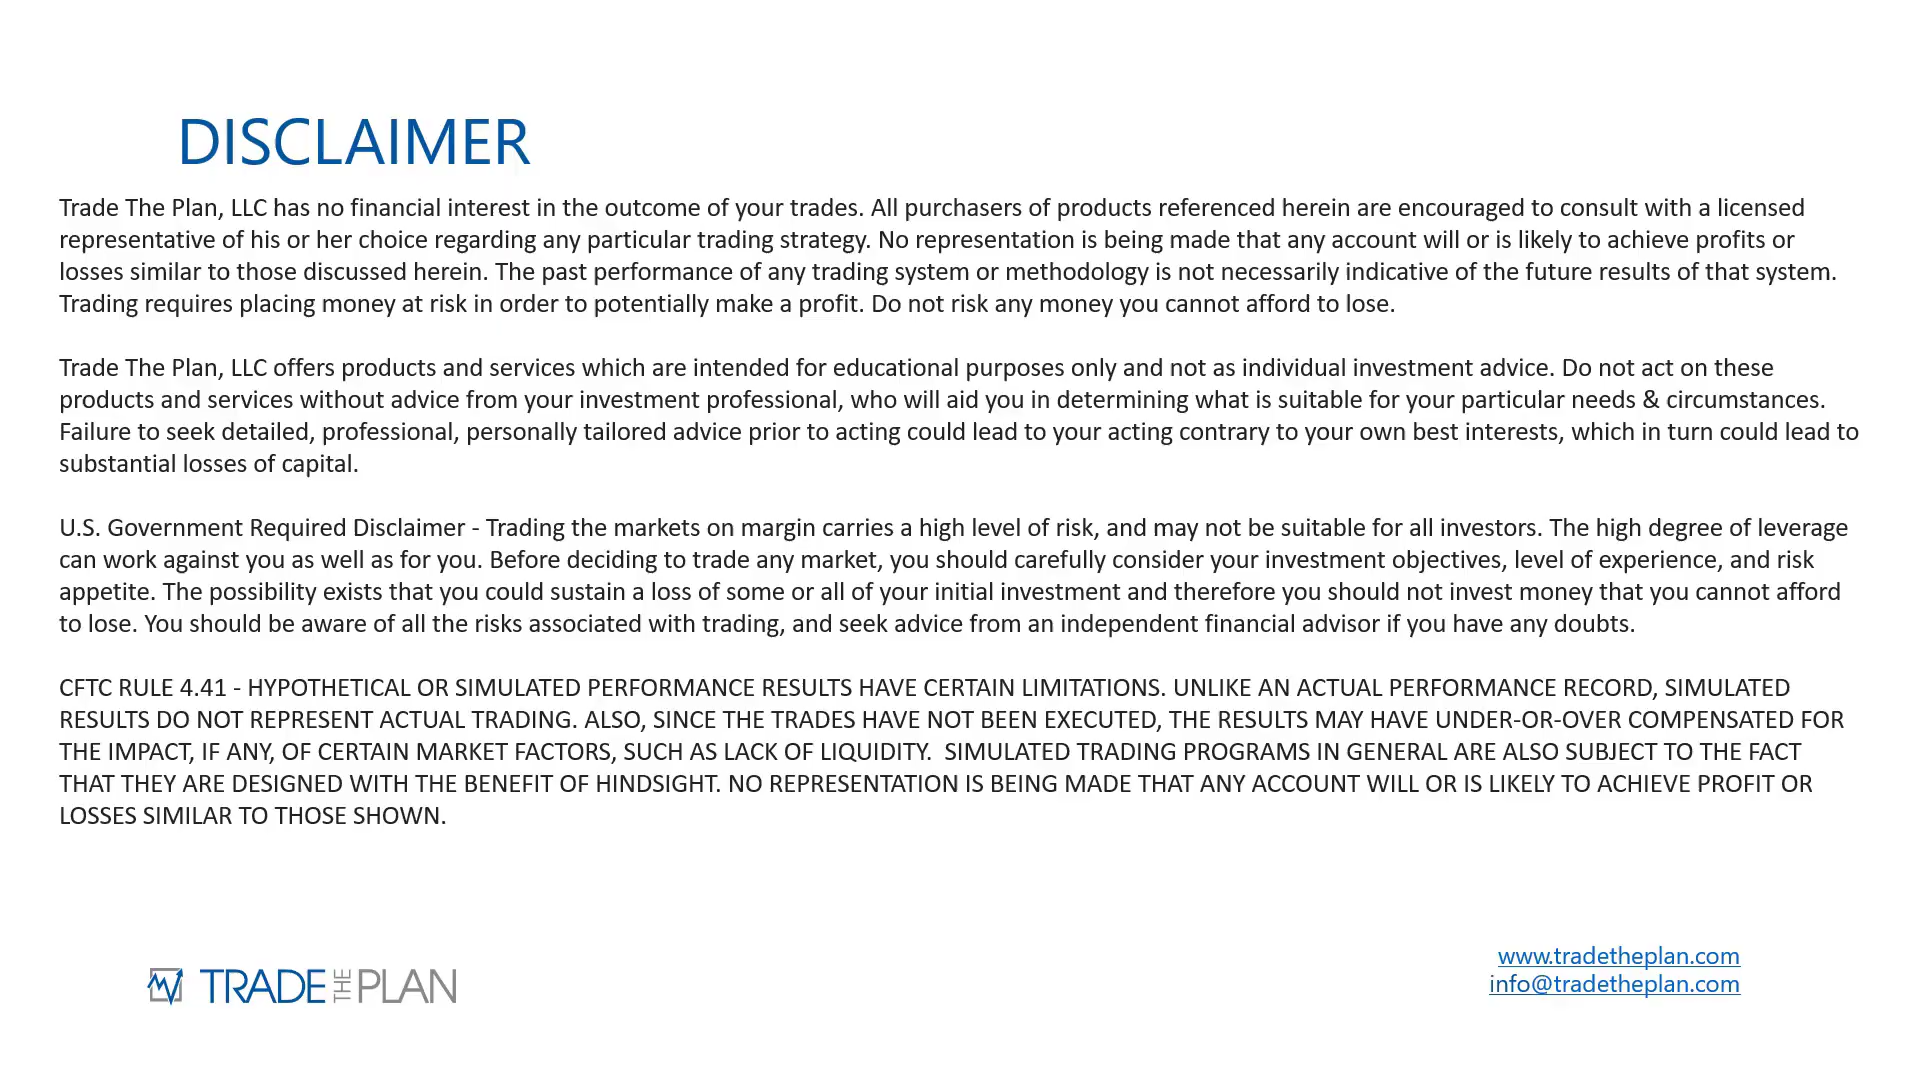 DISCLAIMER
Trade The Plan, LLC has no financial interest in the outcome of your trades. All purchasers of products referenced herein are encouraged to consult with a licensed
representative of his or her choice regarding any particular trading strategy. No representation is being made that any account will or is likely to achieve profits or
losses similar to those discussed herein. The past performance of any trading system or methodology is not necessarily indicative of the future results of that system.
Trading requires placing money at risk in order to potentially make a profit. Do not risk any money you cannot afford to lose.
Trade The Plan, LLC offers products and services which are intended for educational purposes only and not as individual investment advice. Do not act on these
products and services without advice from your investment professional, who will aid you in determining what is suitable for your particular needs & circumstances.
Failure to seek detailed, professional, personally tailored advice prior to acting could lead to your acting contrary to your own best interests, which in turn could lead to
substantial losses of capital.
U.S. Government Required Disclaimer - Trading the markets on margin carries a high level of risk, and may not be suitable for all investors. The high degree of leverage
can work against you as well as for you. Before deciding to trade any market, you should carefully consider your investment objectives, level of experience, and risk
appetite. The possibility exists that you could sustain a loss of some or all of your initial investment and therefore you should not invest money that you cannot afford
to lose. You should be aware of all the risks associated with trading, and seek advice from an independent financial advisor if you have any doubts.
CFTC RULE 4.41 - HYPOTHETICAL OR SIMULATED PERFORMANCE RESULTS HAVE CERTAIN LIMITATIONS. UNLIKE AN ACTUAL PERFORMANCE RECORD, SIMULATED
RESULTS DO NOT REPRESENT ACTUAL TRADING. ALSO, SINCE THE TRADES HAVE NOT BEEN EXECUTED, THE RESULTS MAY HAVE UNDER-OR-OVER COMPENSATED FOR
THE IMPACT, IF ANY, OF CERTAIN MARKET FACTORS, SUCH AS LACK OF LIQUIDITY.  SIMULATED TRADING PROGRAMS IN GENERAL ARE ALSO SUBJECT TO THE FACT
THAT THEY ARE DESIGNED WITH THE BENEFIT OF HINDSIGHT. NO REPRESENTATION IS BEING MADE THAT ANY ACCOUNT WILL OR IS LIKELY TO ACHIEVE PROFIT OR
LOSSES SIMILAR TO THOSE SHOWN.
TRADE THE PLAN
www.tradetheplan.com
info@tradetheplan.com